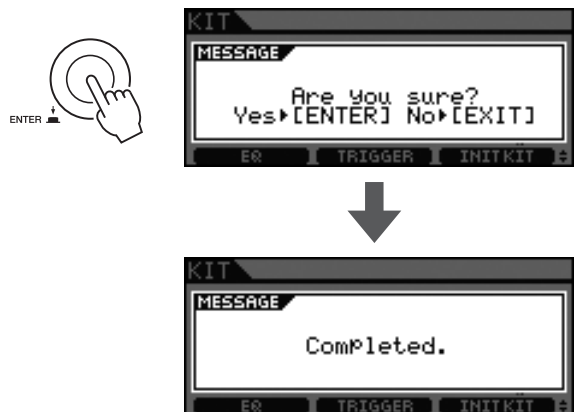 KIT
MESSAGE
Are you sure?
Yes▸[ENTER] No▸[EXIT]
EQ TRIGGER INITKIT
ENTER
KIT
MESSAGE
Completed.
EQ TRIGGER INITKIT